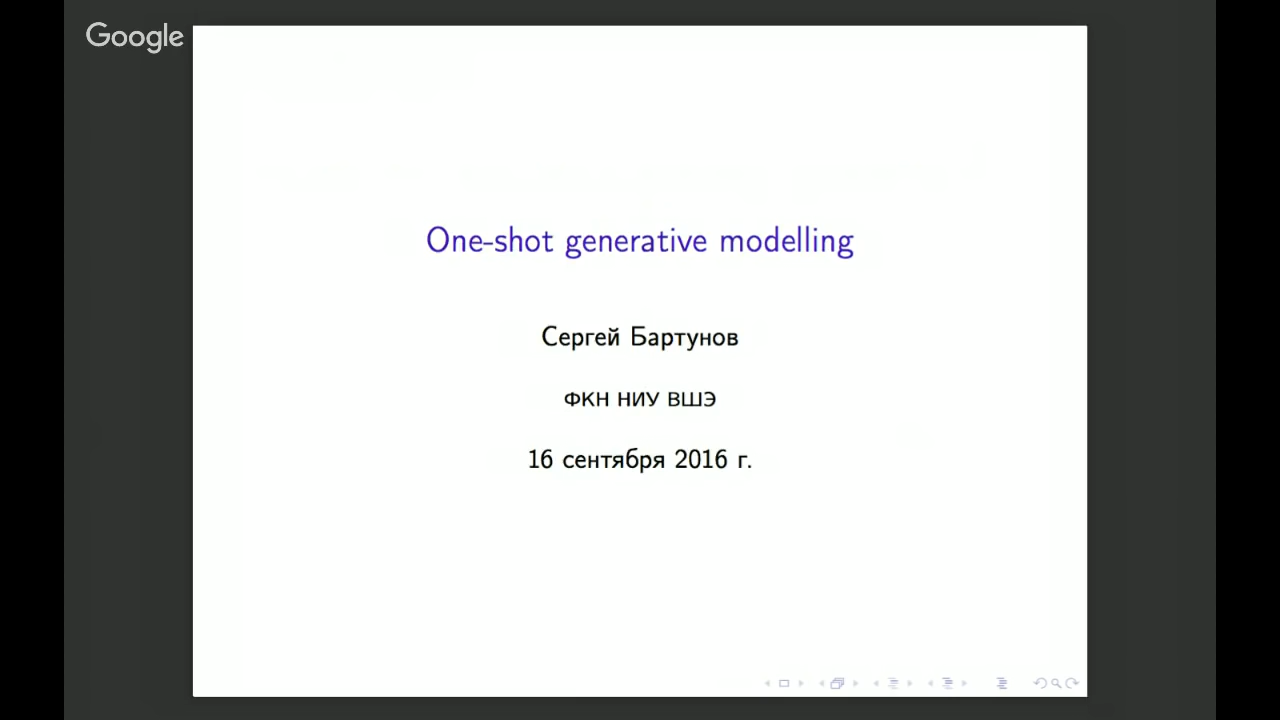 Google
One-shot generative modelling
Сергей Бартунов
ФКН НИУ ВШЭ
16 сентября 2016 г.